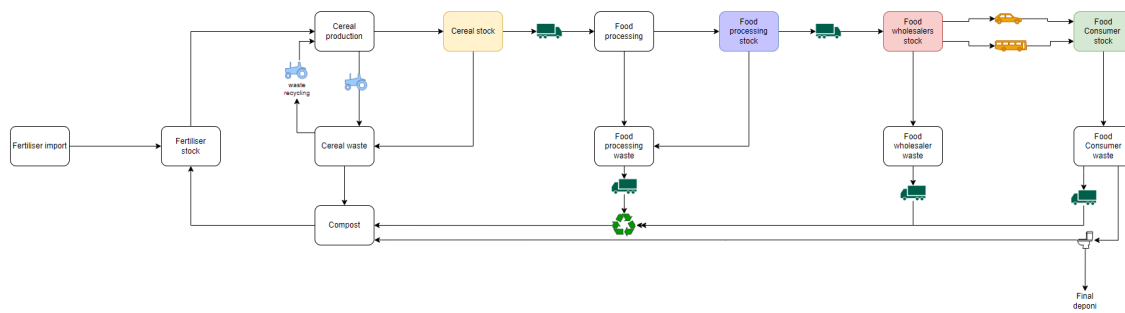 Cereal
production
Cereal stock
Food
processing
Food
processing
stock
Food
wholesalers
stock
Food
Consumer
stock
waste
recycling
Fertiliser import
Fertiliser
stock
Cereal waste
Food
processing
waste
Food
wholesaler
waste
Food
Consumer
waste
Compost
Final
deponi